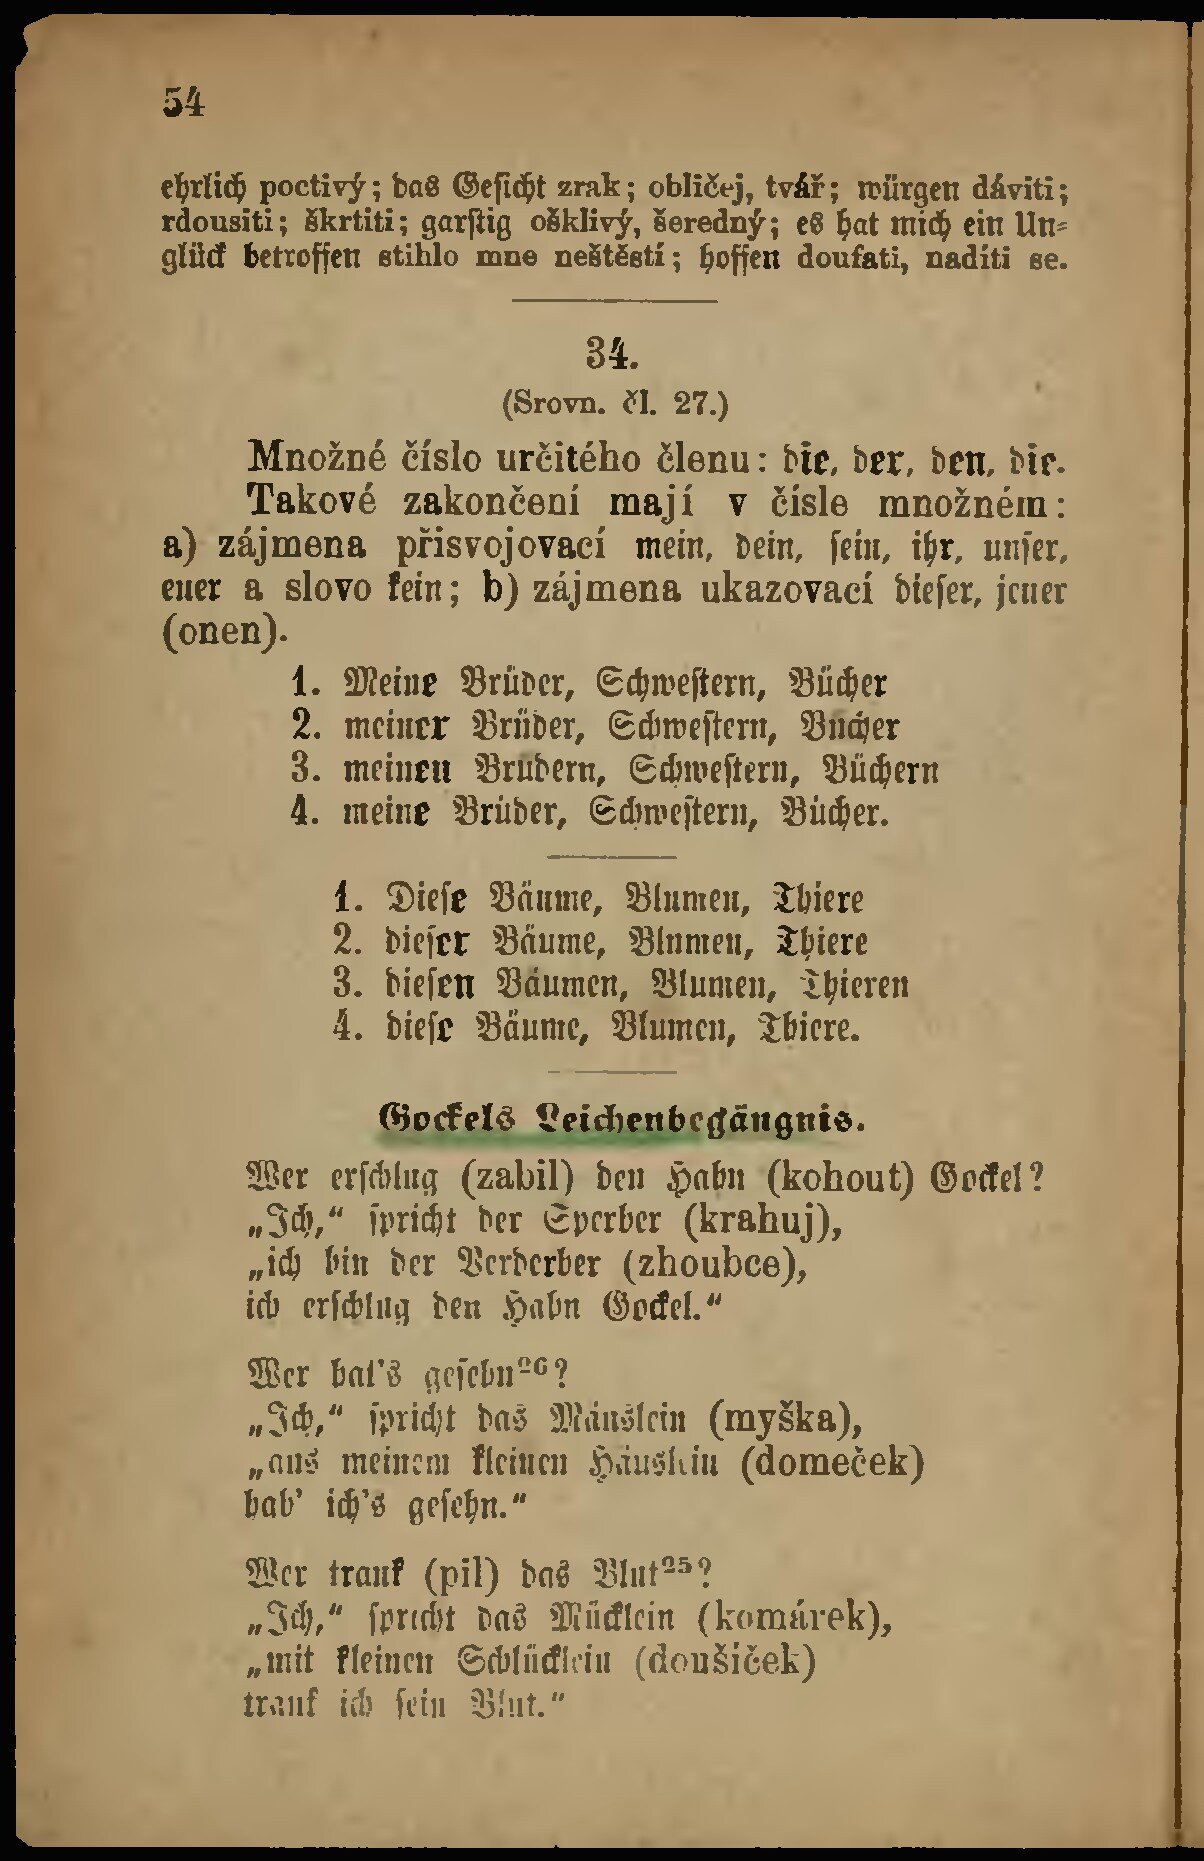 54
ehrlich poctivý; das Gesicht zrak; obličej, tvář; würgen dáviti;
rdousiti; škrtiti; garstig ošklivý, šeredný; es hat mich ein Un-
glück betroffen stihlo mne neštěstí; hoffen doufati, nadíti se.
34.
(Srovn. čl. 27.)
Množné číslo určitého členu: die, der, den, die.
Takové zakončení mají v čísle množném:
a) zájmena přisvojovací mein, dein, sein, ihr, unser,
euer a slovo kein; b) zájmena ukazovací dieser, jener
(onen).
1. Meine Brüder, Schwestern, Bücher
2. meiner Brüder, Schwestern, Bücher
3. meinen Brüdern, Schwestern, Büchern
4. meine Brüder, Schwestern, Bücher.
1. Diese Bäume, Blumen, Thiere
2. dieser Bäume, Blumen, Thiere
3. diesen Bäumen, Blumen, Thieren
4. diese Bäume, Blumen, Thiere.
Gockels Leichenbegängnis.
Wer erschlug (zabil) den Hahn (kohout) Gockel?
„Ich,“ spricht der Sperber (krahuj),
„ich bin der Verderber (zhoubce),
ich erschlug den Hahn Gockel.“
Wer hat's gesehn²⁶?
„Ich,“ spricht das Mäuslein (myška),
„aus meinem kleinen Häuslein (domeček)
hab' ich's gesehn.“
Wer trank (pil) das Blut²⁵?
„Ich,“ spricht das Mücklein (komárek),
„mit kleinen Schlücklein (doušiček)
trank ich sein Blut.“